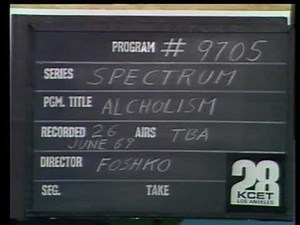 PROGRAM # 9705
SERIES SPECTRUM
PGM. TITLE ALCHOLISM
RECORDED 26 JUNE 69 AIRS TBA
DIRECTOR FOSHKO
SEG. TAKE
28
KCET
LOS ANGELES